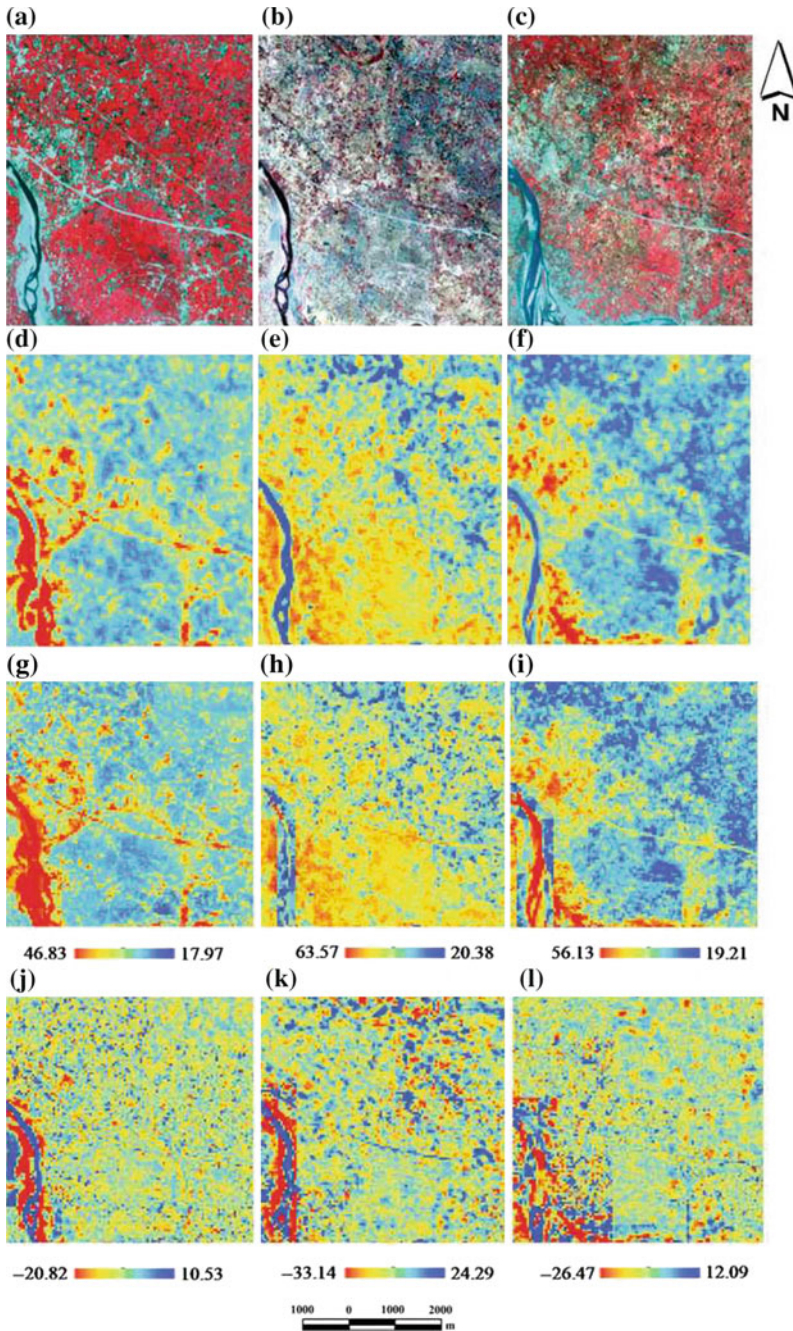 (a) (b) (c)
N
(d) (e) (f)
(g) (h) (i)
46.83 17.97 63.57 20.38 56.13 19.21
(j) (k) (l)
−20.82 10.53 −33.14 24.29 −26.47 12.09
1000 0 1000 2000
m